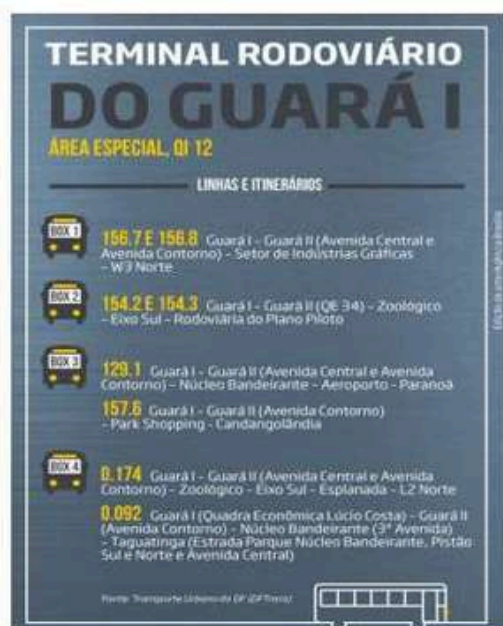 TERMINAL RODOVIÁRIO
DO GUARÁ I
ÁREA ESPECIAL, QI 12
LINHAS E ITINERÁRIOS
BOX 1
156.7 E 156.8 Guará I - Guará II (Avenida Central e
Avenida Contorno) - Setor de Indústrias Gráficas
- W3 Norte
BOX 2
154.2 E 154.3 Guará I - Guará II (QE 34) - Zoológico
- Eixo Sul - Rodoviária do Plano Piloto
BOX 3
129.1 Guará I - Guará II (Avenida Central e Avenida
Contorno) - Núcleo Bandeirante - Aeroporto - Paranoá
157.6 Guará I - Guará II (Avenida Contorno)
- Park Shopping - Candangolândia
BOX 4
0.174 Guará I - Guará II (Avenida Central e Avenida
Contorno) - Zoológico - Eixo Sul - Esplanada - L2 Norte
0.092 Guará I (Quadra Econômica Lúcio Costa) - Guará II
(Avenida Contorno) - Núcleo Bandeirante (3ª Avenida)
- Taguatinga (Estrada Parque Núcleo Bandeirante, Pistão
Sul e Norte e Avenida Central)
Fonte: Transporte Urbano do DF (DFTrans)